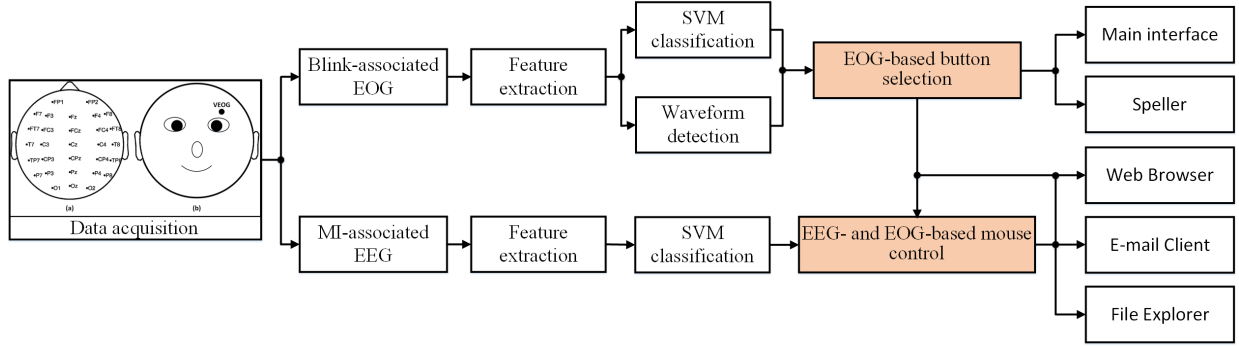 SVM
classification
Main interface
Blink-associated
EOG
Feature
extraction
EOG-based button
selection
Speller
Waveform
detection
VEOG
•FP1 •FP2
•F7 •F3 •Fz •F4 •F8
•FT7 •FC3 •FCz •FC4 •FT8
•T7 •C3 •Cz •C4 •T8
•TP7 •CP3 •CPz •CP4
•P7 •P3 •Pz •P4 •P8
•O1 •Oz •O2
(a) (b)
Data acquisition
Web Browser
MI-associated
EEG
Feature
extraction
SVM
classification
EEG- and EOG-based mouse
control
E-mail Client
File Explorer